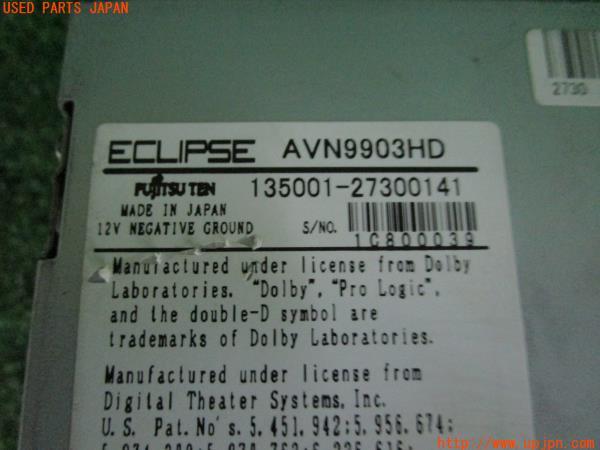 USED PARTS JAPAN
2730
ECLIPSE AVN9903HD
FUJITSU TEN 135001-27300141
MADE IN JAPAN
12V NEGATIVE GROUND S/NO.
1C800039
Manufactured under license from Dolby
Laboratories. "Dolby", "Pro Logic",
and the double-D symbol are
trademarks of Dolby Laboratories.
Manufactured under license from
Digital Theater Systems, Inc.
U.S. Pat. No's. 5,451,942;5,956,674;
http://www.upjpn.com/